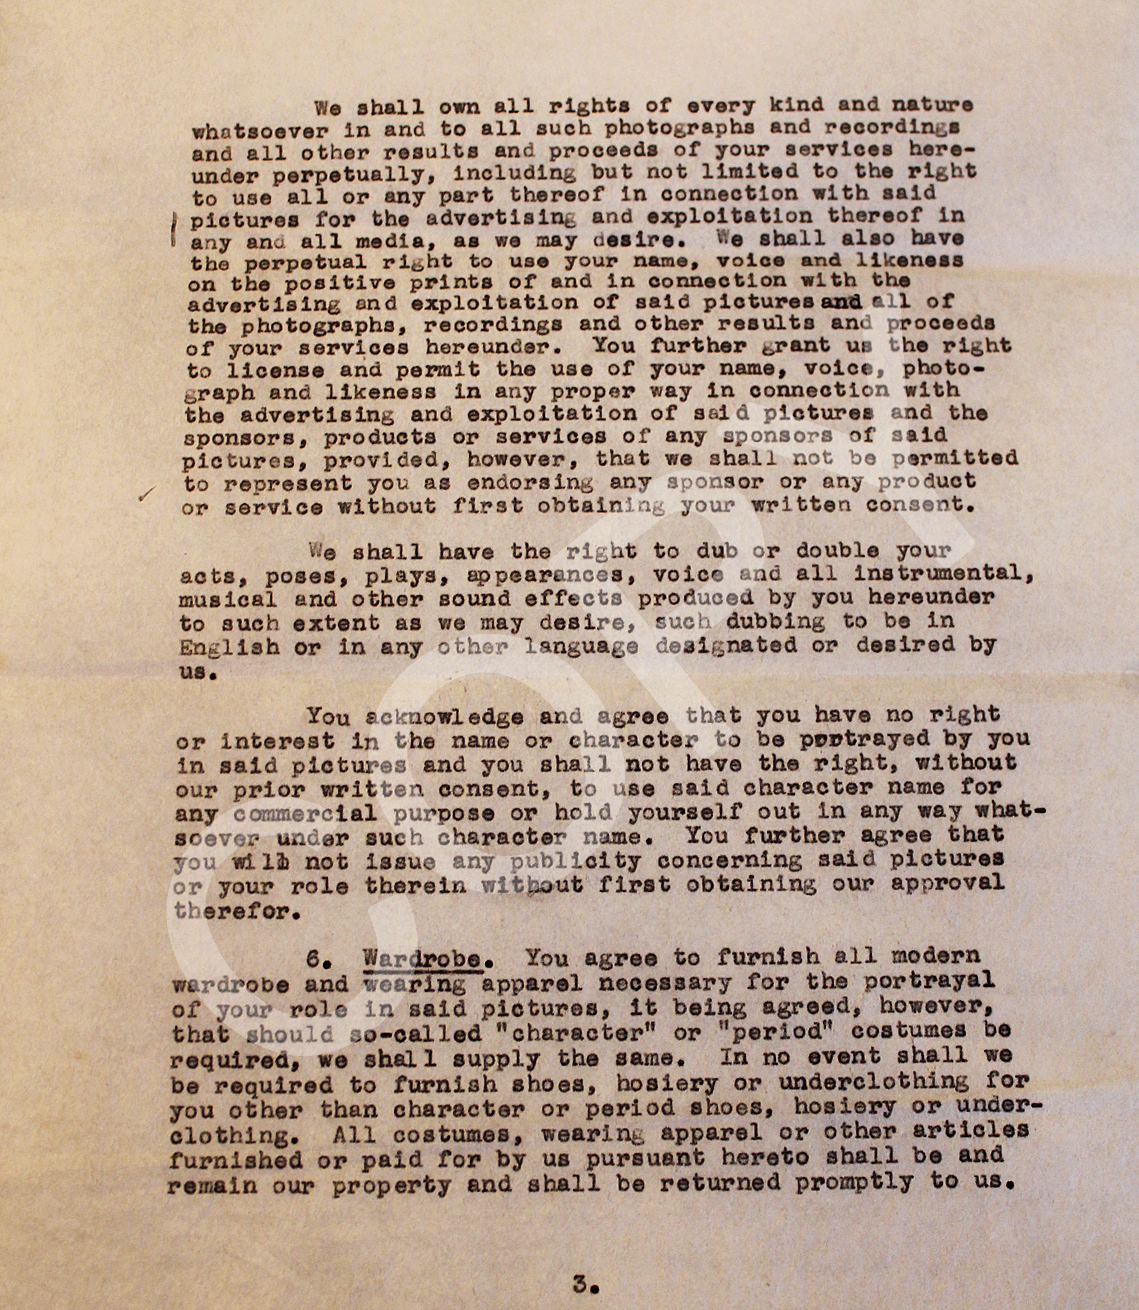 We shall own all rights of every kind and nature
whatsoever in and to all such photographs and recordings
and all other results and proceeds of your services here-
under perpetually, including but not limited to the right
to use all or any part thereof in connection with said
pictures for the advertising and exploitation thereof in
any and all media, as we may desire. We shall also have
the perpetual right to use your name, voice and likeness
on the positive prints of and in connection with the
advertising and exploitation of said pictures and all of
the photographs, recordings and other results and proceeds
of your services hereunder. You further grant us the right
to license and permit the use of your name, voice, photo-
graph and likeness in any proper way in connection with
the advertising and exploitation of said pictures and the
sponsors, products or services of any sponsors of said
pictures, provided, however, that we shall not be permitted
to represent you as endorsing any sponsor or any product
or service without first obtaining your written consent.
We shall have the right to dub or double your
acts, poses, plays, appearances, voice and all instrumental,
musical and other sound effects produced by you hereunder
to such extent as we may desire, such dubbing to be in
English or in any other language designated or desired by
us.
You acknowledge and agree that you have no right
or interest in the name or character to be portrayed by you
in said pictures and you shall not have the right, without
our prior written consent, to use said character name for
any commercial purpose or hold yourself out in any way what-
soever under such character name. You further agree that
you will not issue any publicity concerning said pictures
or your role therein without first obtaining our approval
therefor.
6. Wardrobe. You agree to furnish all modern
wardrobe and wearing apparel necessary for the portrayal
of your role in said pictures, it being agreed, however,
that should so-called "character" or "period" costumes be
required, we shall supply the same. In no event shall we
be required to furnish shoes, hosiery or underclothing for
you other than character or period shoes, hosiery or under-
clothing. All costumes, wearing apparel or other articles
furnished or paid for by us pursuant hereto shall be and
remain our property and shall be returned promptly to us.
3.